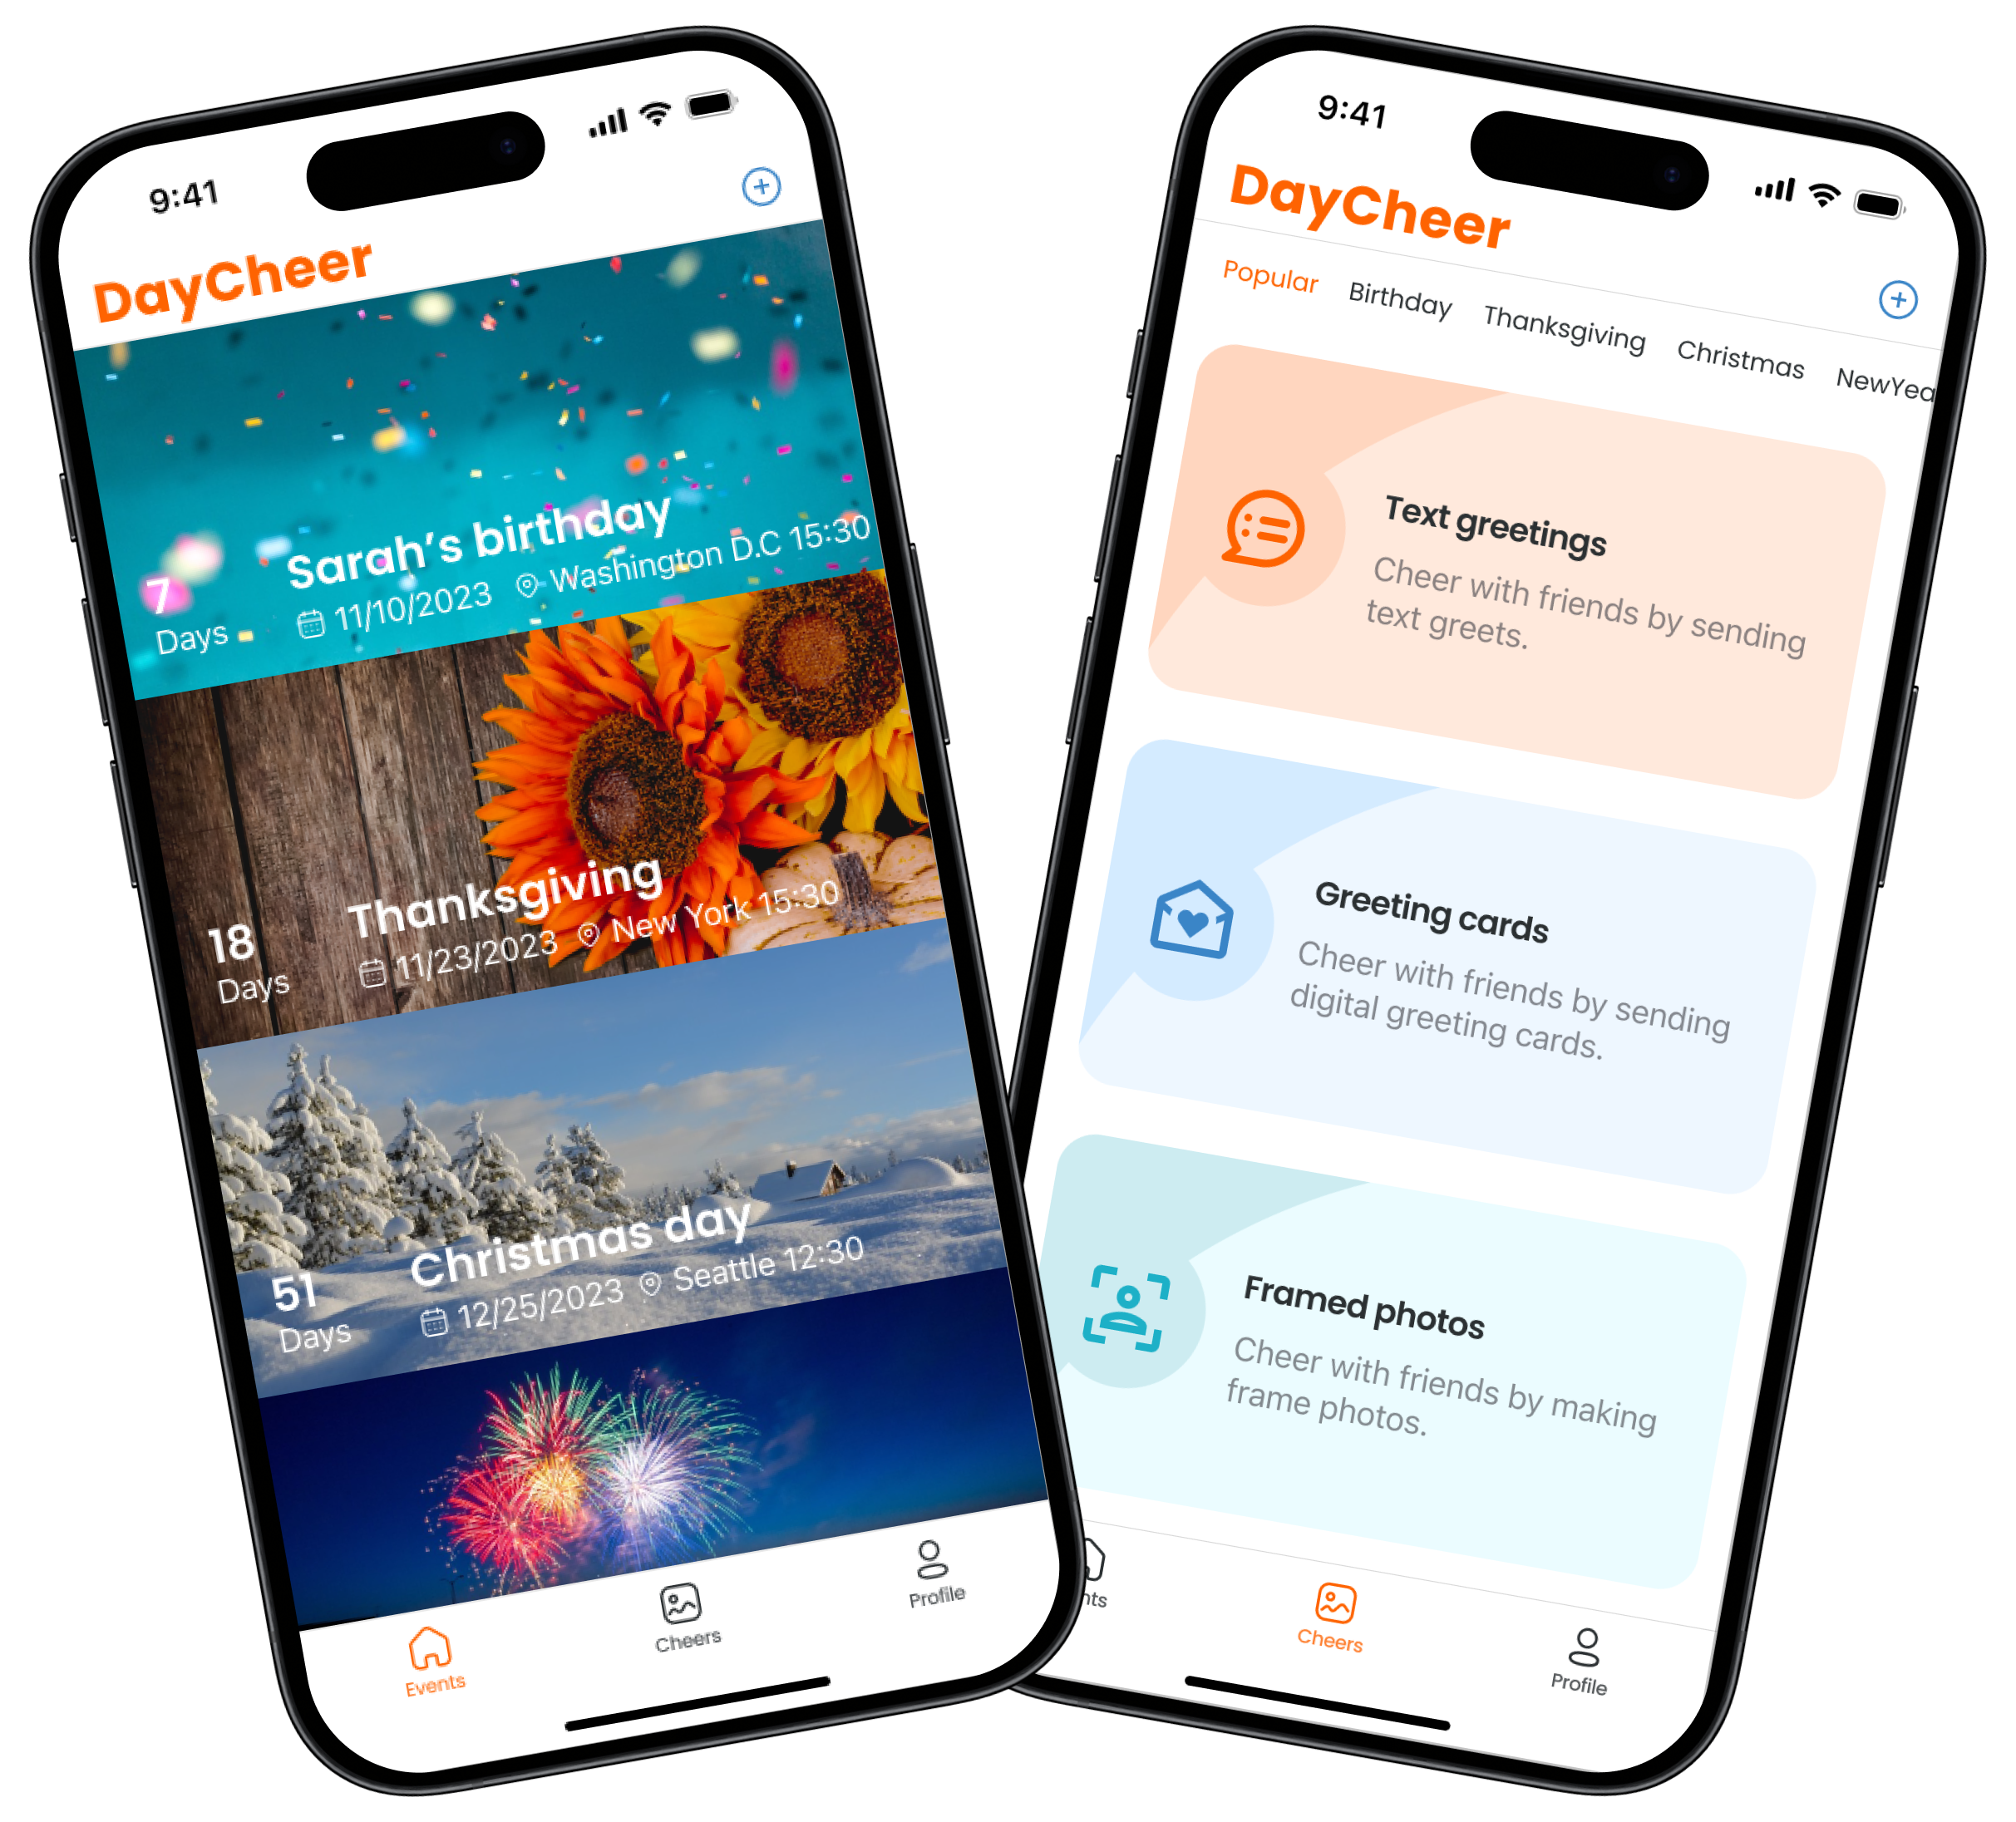 9:41
DayCheer
Sarah’s birthday
7
Days
11/10/2023 Washington D.C 15:30
Thanksgiving
18
Days
11/23/2023 New York 15:30
Christmas day
51
Days
12/25/2023 Seattle 12:30
Events
Cheers
Profile
9:41
DayCheer
Popular Birthday Thanksgiving Christmas NewYea
Text greetings
Cheer with friends by sending
text greets.
Greeting cards
Cheer with friends by sending
digital greeting cards.
Framed photos
Cheer with friends by making
frame photos.
nts
Cheers
Profile